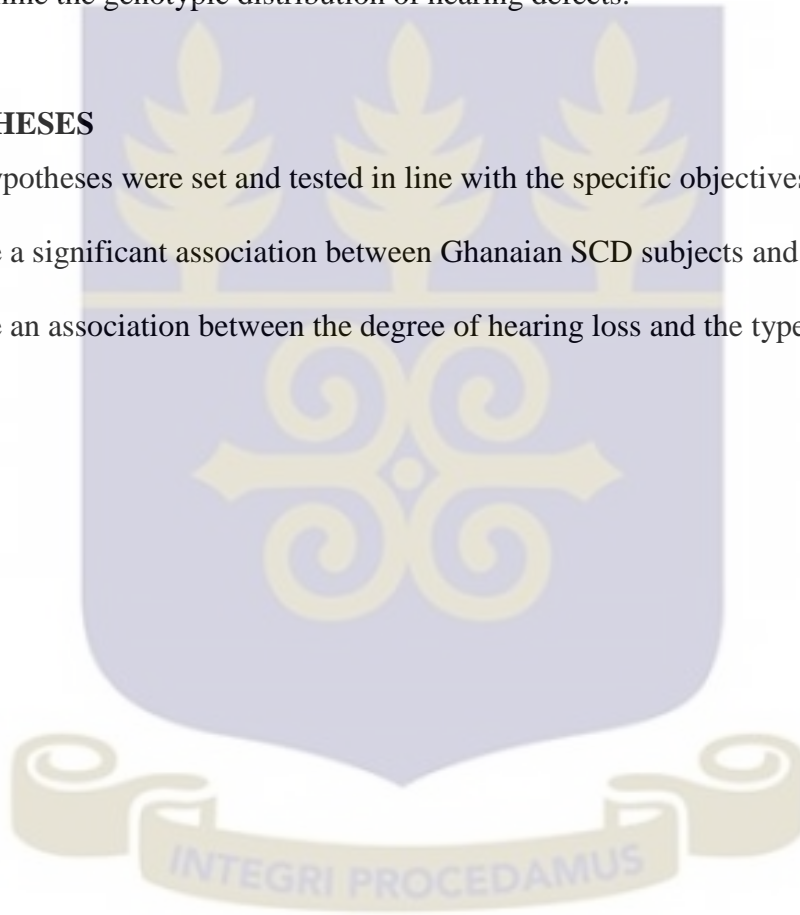 the genotypic distribution of hearing defects.
HESES
ypotheses were set and tested in line with the specific objectives
a significant association between Ghanaian SCD subjects and
an association between the degree of hearing loss and the type
INTEGRI PROCEDAMUS